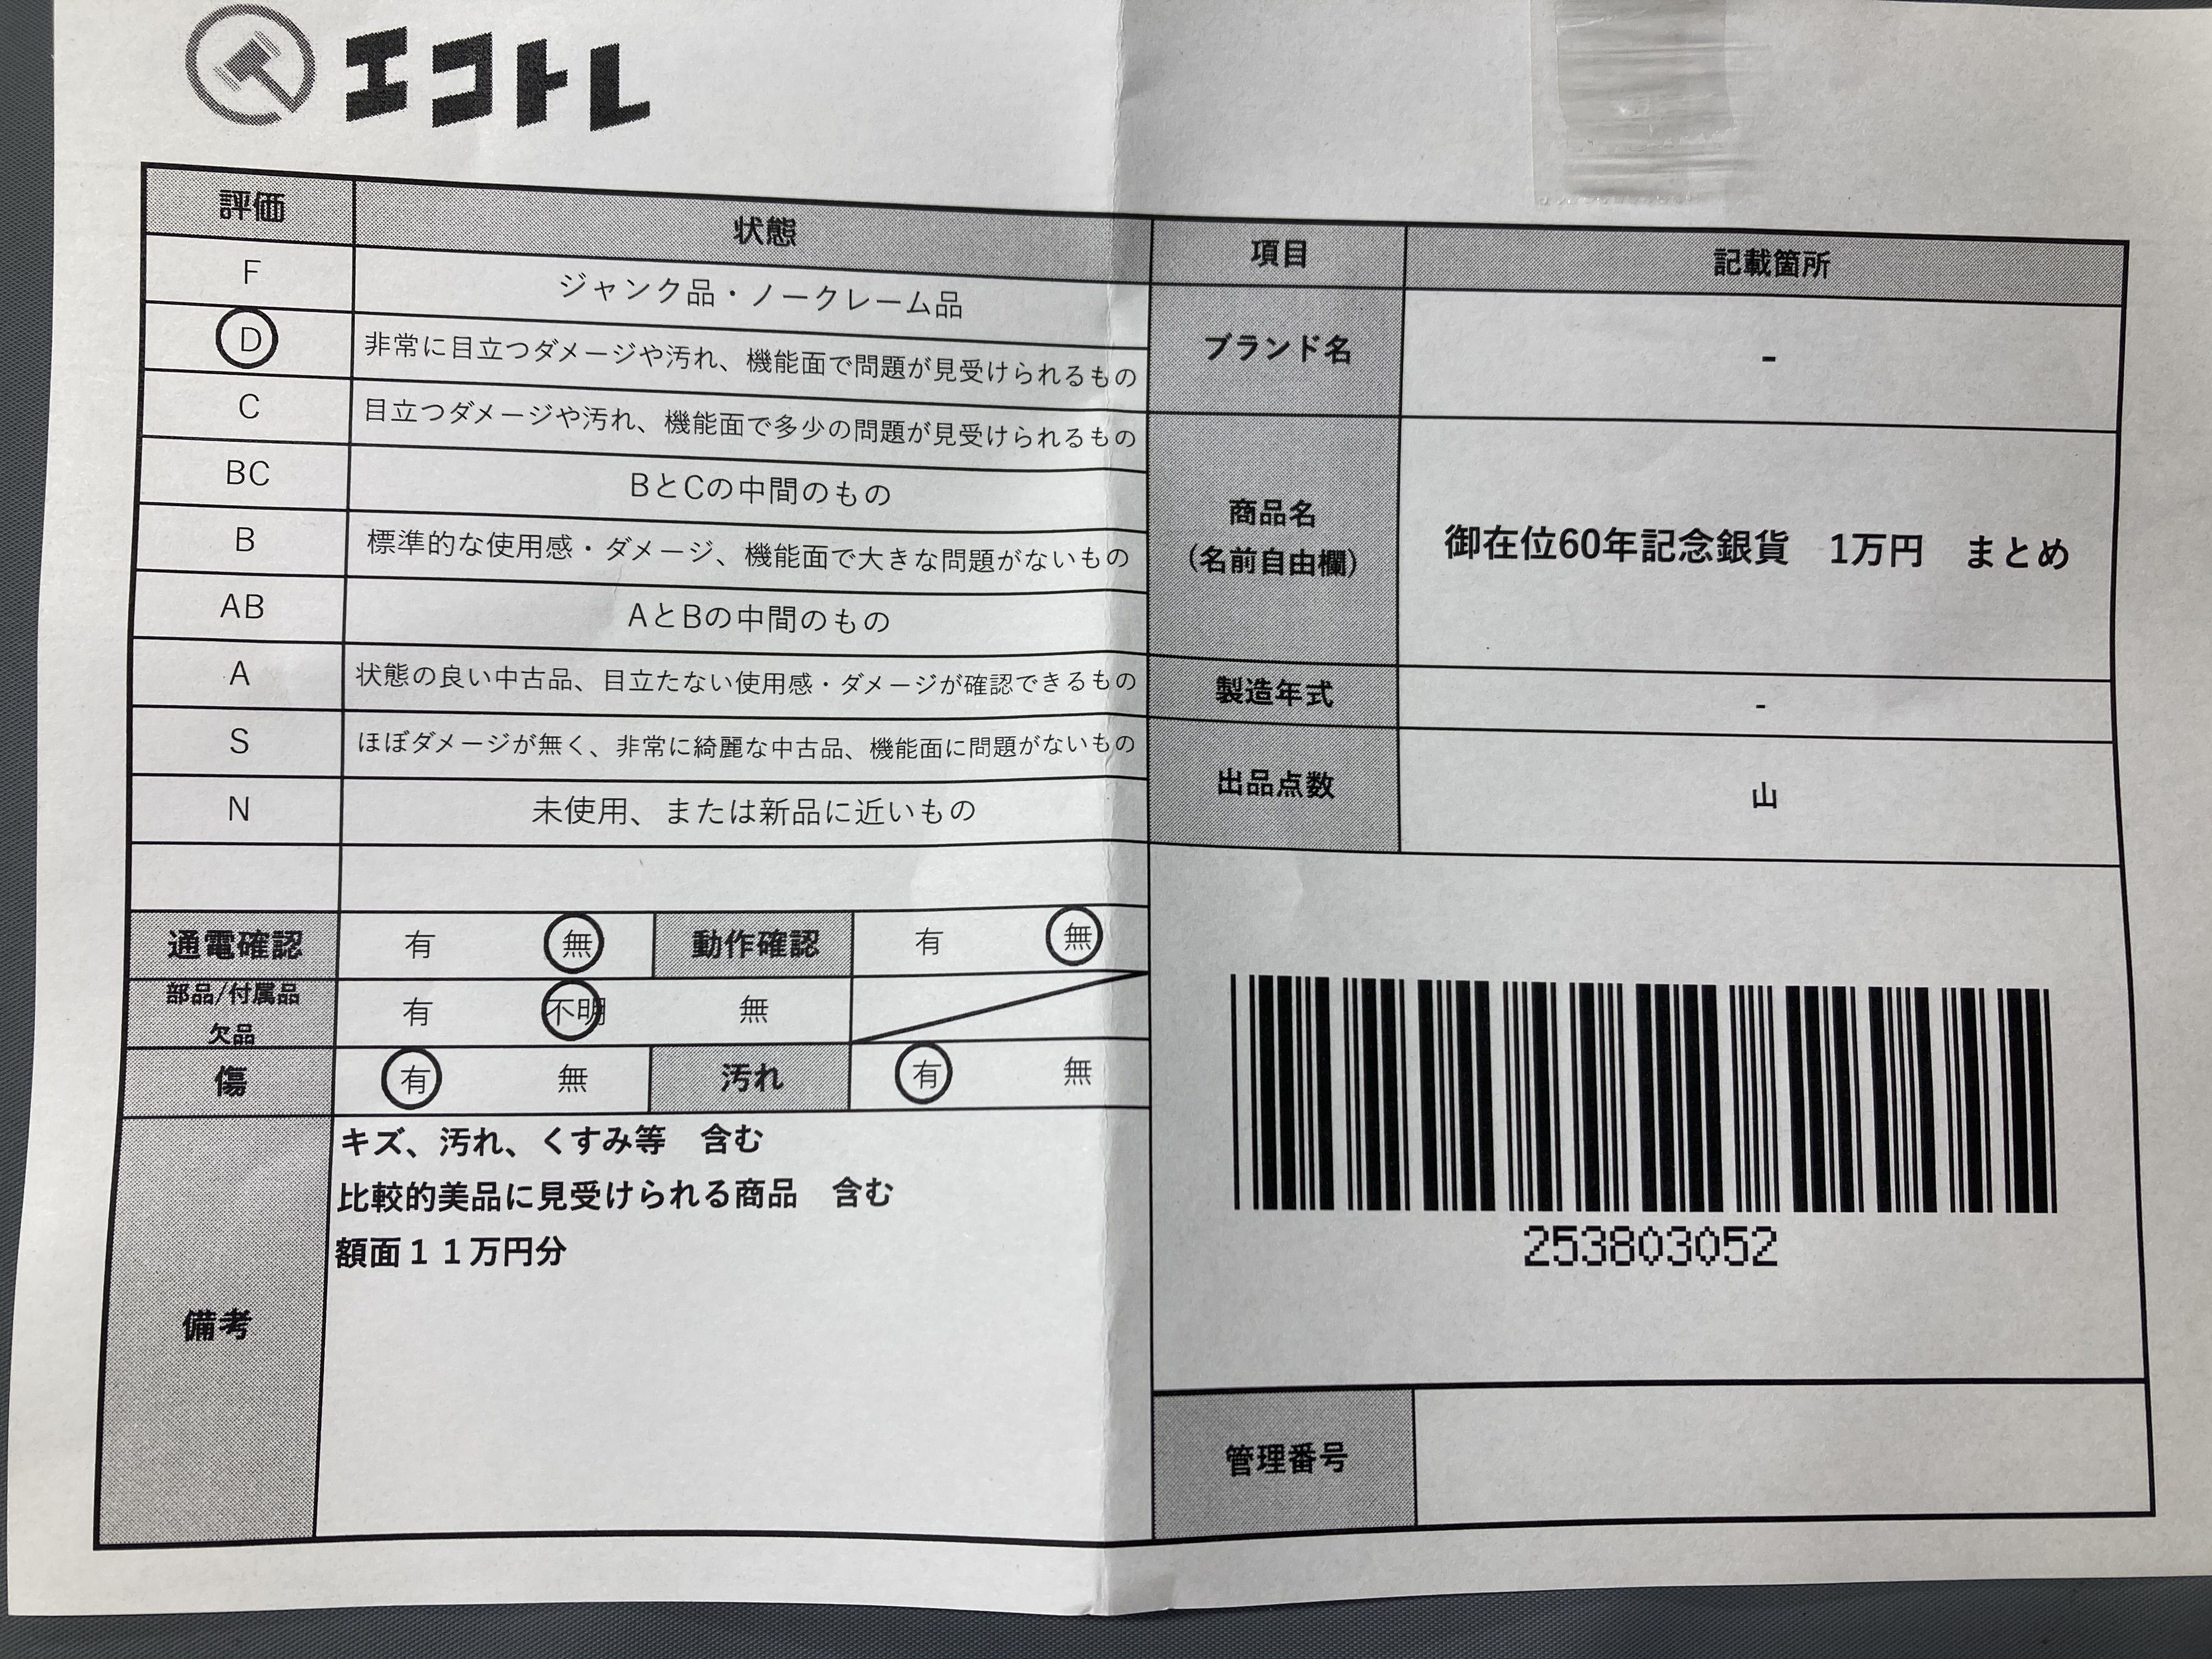 エコトレ
評価 状態
F ジャンク品・ノークレーム品
D 非常に目立つダメージや汚れ、機能面で問題が見受けられるもの
C 目立つダメージや汚れ、機能面で多少の問題が見受けられるもの
BC BとCの中間のもの
B 標準的な使用感・ダメージ、機能面で大きな問題がないもの
AB AとBの中間のもの
A 状態の良い中古品、目立たない使用感・ダメージが確認できるもの
S ほぼダメージが無く、非常に綺麗な中古品、機能面に問題がないもの
N 未使用、または新品に近いもの
通電確認 有 無 動作確認 有 無
部品/付属品
欠品 有 不明 無
傷 有 無 汚れ 有 無
備考
キズ、汚れ、くすみ等 含む
比較的美品に見受けられる商品 含む
額面11万円分
項目 記載箇所
ブランド名 -
商品名
(名前自由欄)
御在位60年記念銀貨 1万円 まとめ
製造年式 -
出品点数 山
253803052
管理番号